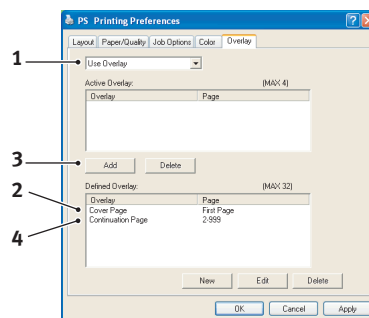 PS Printing Preferences
Layout Paper/Quality Job Options Color Overlay
1
Use Overlay
Active Overlay: (MAX 4)
Overlay Page
3
Add Delete
Defined Overlay: (MAX 32)
2
Overlay Page
Cover Page First Page
4
Continuation Page 2-999
New Edit Delete
OK Cancel Apply